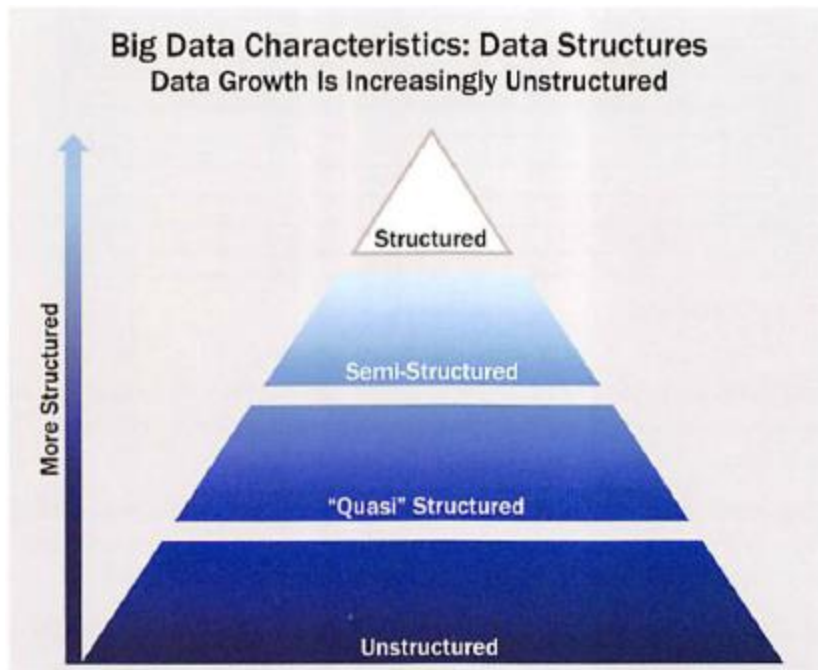 Big Data Characteristics: Data Structures
Data Growth Is Increasingly Unstructured
Structured
Semi-Structured
"Quasi" Structured
Unstructured
More Structured